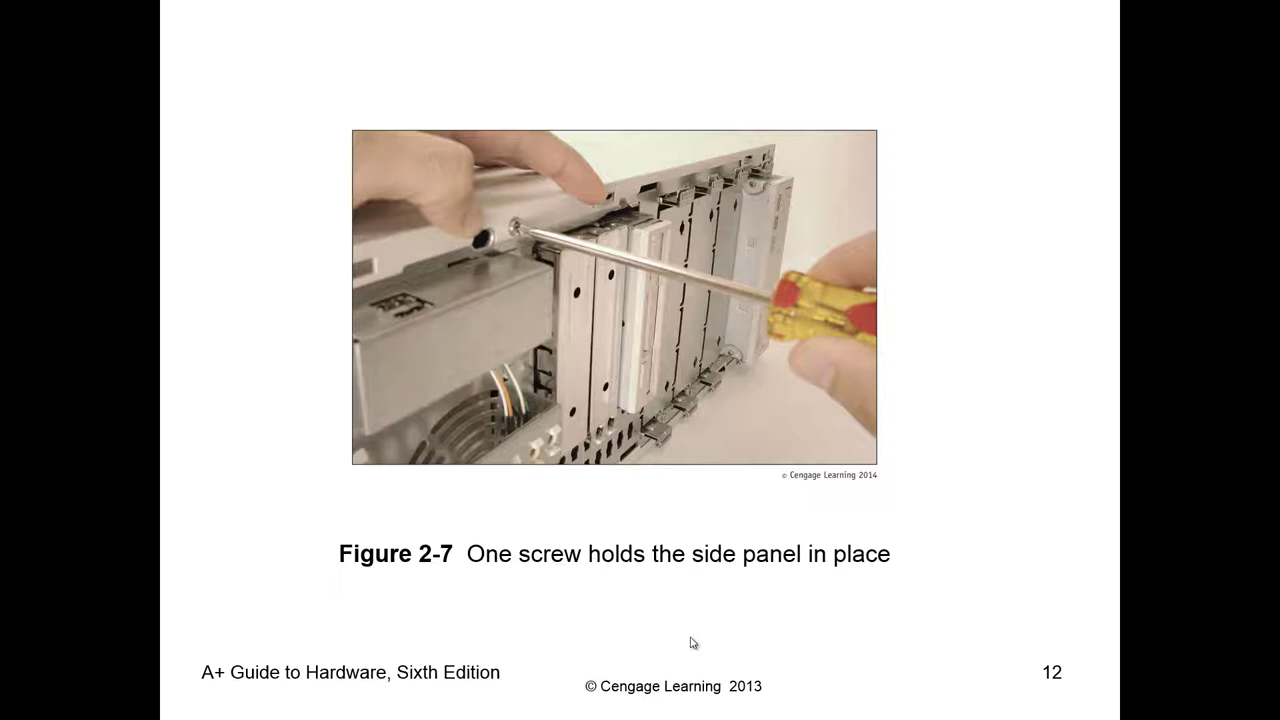 © Cengage Learning 2014
Figure 2-7 One screw holds the side panel in place
A+ Guide to Hardware, Sixth Edition
© Cengage Learning 2013
12